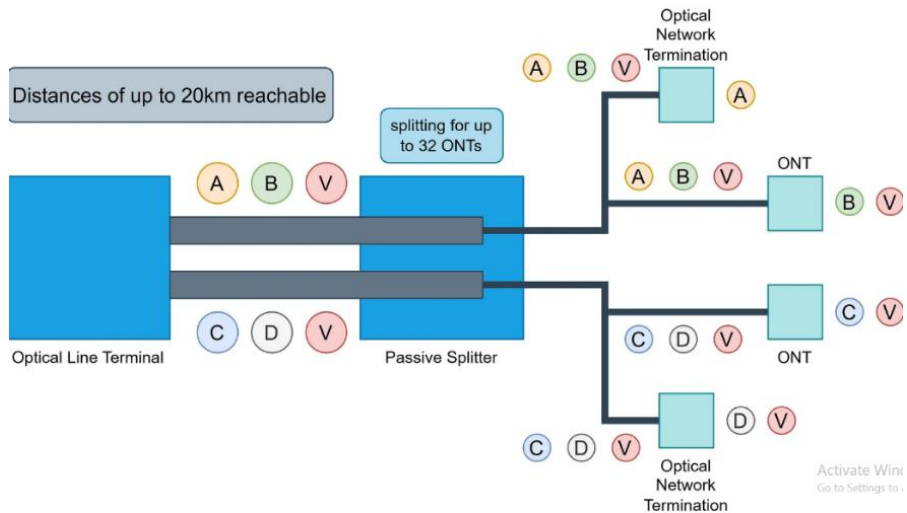 Optical
Network
Termination
A B V
A
Distances of up to 20km reachable
splitting for up
to 32 ONTs
A B V
A B V
ONT
B V
C D V
Optical Line Terminal
Passive Splitter
C D V
C V
ONT
C D V
D V
Optical
Network
Termination
Activate Wind
Go to Settings to